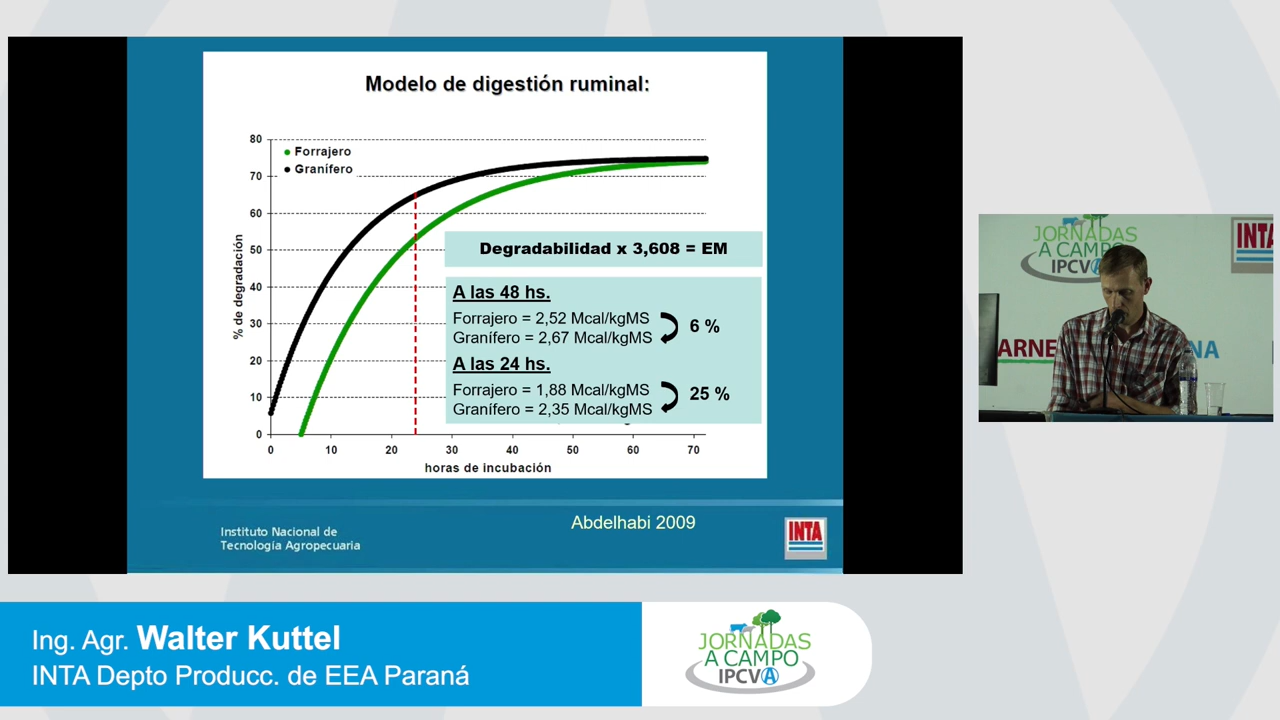 Modelo de digestión ruminal:
80
70
60
50
40
30
20
10
0
% de degradación
Forrajero
Granífero
0 10 20 30 40 50 60 70
horas de incubación
Degradabilidad x 3,608 = EM
A las 48 hs.
Forrajero = 2,52 Mcal/kgMS
Granífero = 2,67 Mcal/kgMS
6 %
A las 24 hs.
Forrajero = 1,88 Mcal/kgMS
Granífero = 2,35 Mcal/kgMS
25 %
Abdelhabi 2009
Instituto Nacional de
Tecnología Agropecuaria
INTA
JORNADAS
A CAMPO
IPCVA
INTA
ARNE
NA
Ing. Agr. Walter Kuttel
INTA Depto Producc. de EEA Paraná
JORNADAS
A CAMPO
IPCVA